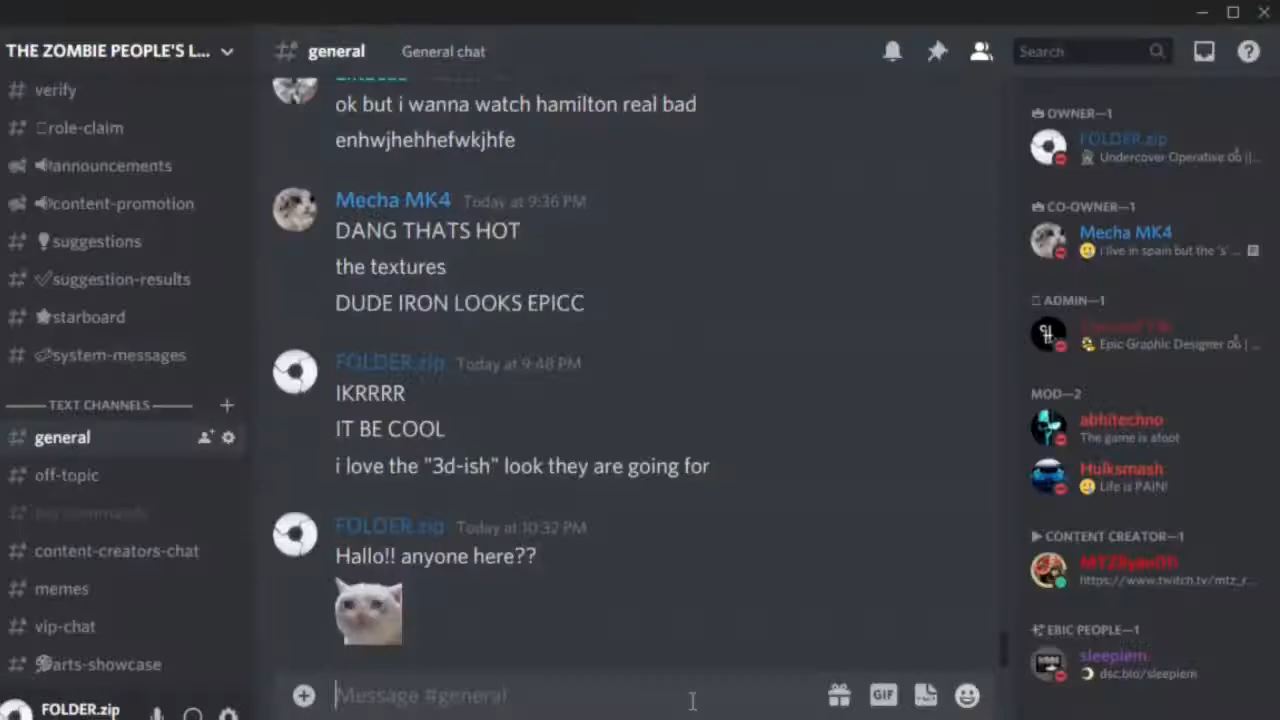 THE ZOMBIE PEOPLE'S L...
verify
role-claim
announcements
content-promotion
suggestions
suggestion-results
starboard
system-messages
TEXT CHANNELS
general
off-topic
content-creators-chat
memes
vip-chat
arts-showcase
FOLDER.zip
general General chat
ok but i wanna watch hamilton real bad
enhwjhehhefwkjhfe
Mecha MK4 Today at 9:36 PM
DANG THATS HOT
the textures
DUDE IRON LOOKS EPICC
FOLDER.zip Today at 9:48 PM
IKRRRR
IT BE COOL
i love the "3d-ish" look they are going for
FOLDER.zip Today at 10:32 PM
Hallo!! anyone here??
Message #general
GIF
Search
OWNER—1
FOLDER.zip
Undercover Operative
CO-OWNER—1
Mecha MK4
i live in spain but the 's' ...
ADMIN—1
Epic Graphic Designer
MOD—2
abhitechno
The game is afoot
Hulksmash
Life is PAIN!
CONTENT CREATOR—1
https://www.twitch.tv/mtz_r...
EBIC PEOPLE—1
sleepiem
dsc.bio/sleepiem